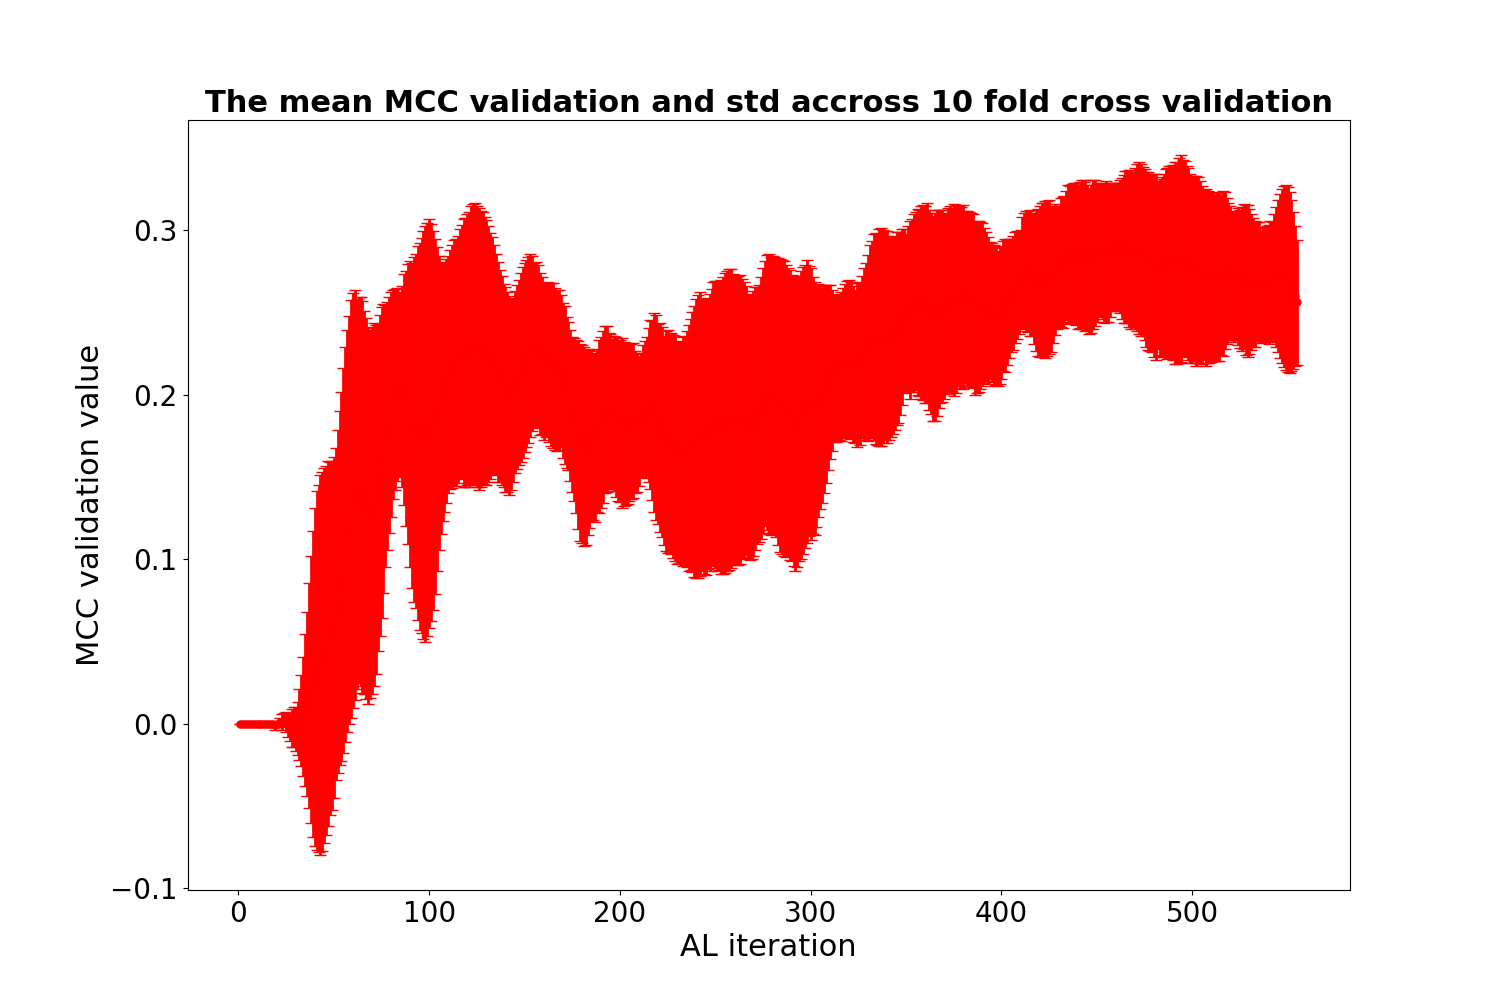 The mean MCC validation and std accross 10 fold cross validation
MCC validation value
0.3
0.2
0.1
0.0
−0.1
0 100 200 300 400 500
AL iteration